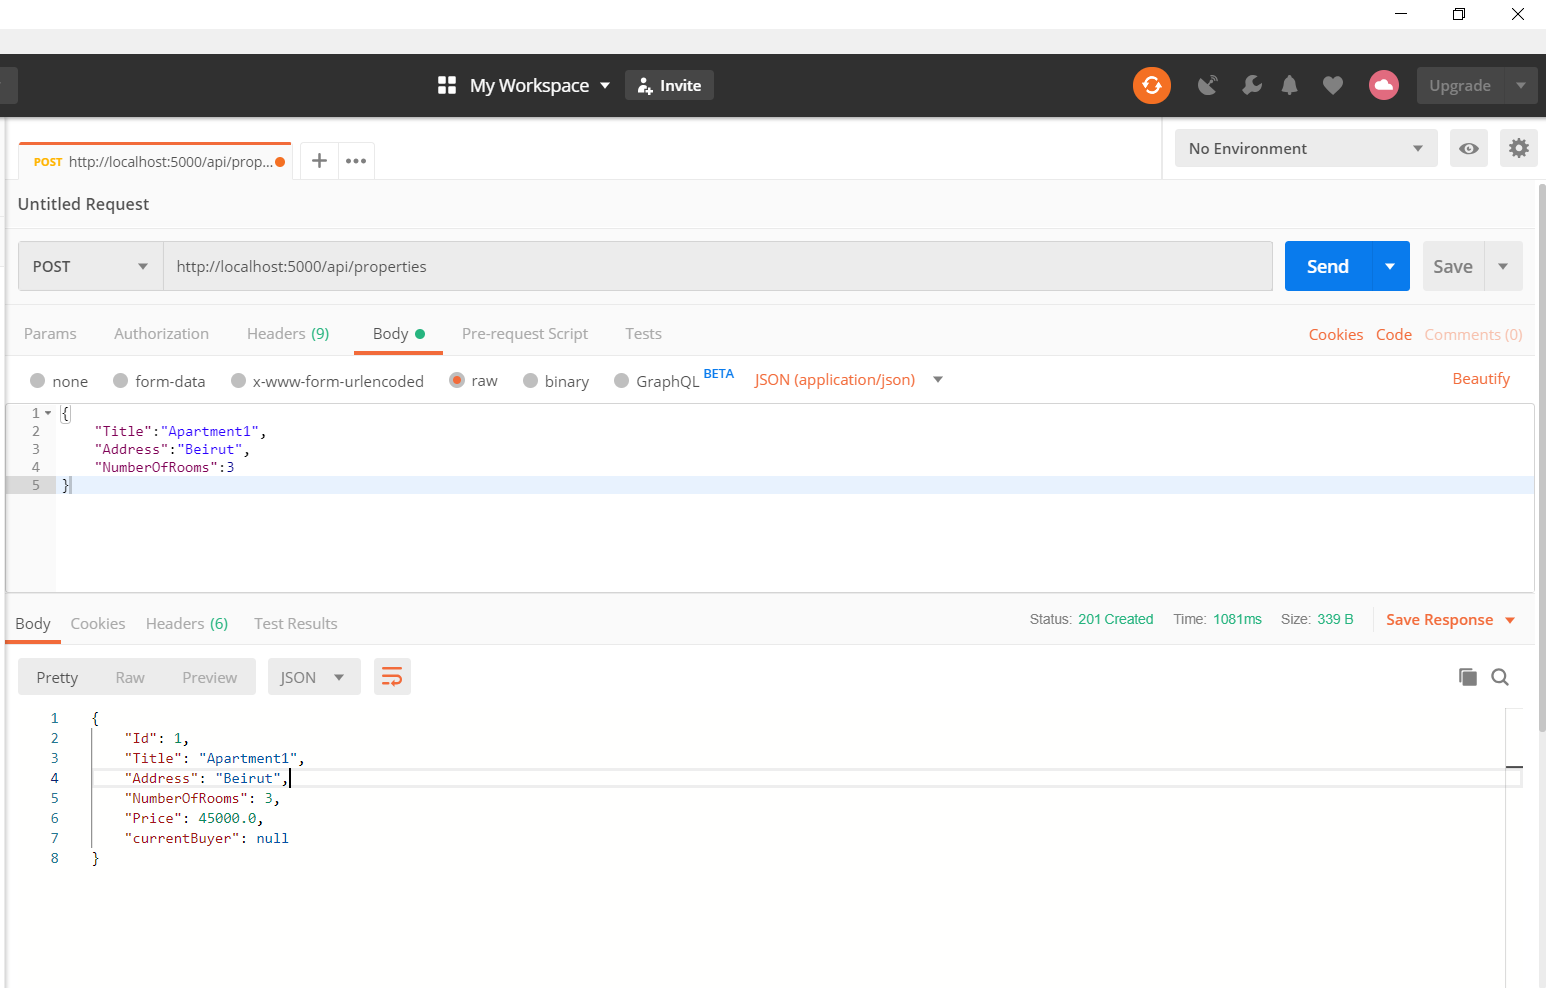 My Workspace Invite Upgrade
POST http://localhost:5000/api/prop... No Environment
Untitled Request
POST http://localhost:5000/api/properties Send Save
Params Authorization Headers (9) Body Pre-request Script Tests Cookies Code Comments (0)
none form-data x-www-form-urlencoded raw binary GraphQL BETA JSON (application/json) Beautify
1 {
2 "Title":"Apartment1",
3 "Address":"Beirut",
4 "NumberOfRooms":3
5 }
Body Cookies Headers (6) Test Results Status: 201 Created Time: 1081ms Size: 339 B Save Response
Pretty Raw Preview JSON
1 {
2 "Id": 1,
3 "Title": "Apartment1",
4 "Address": "Beirut",
5 "NumberOfRooms": 3,
6 "Price": 45000.0,
7 "currentBuyer": null
8 }